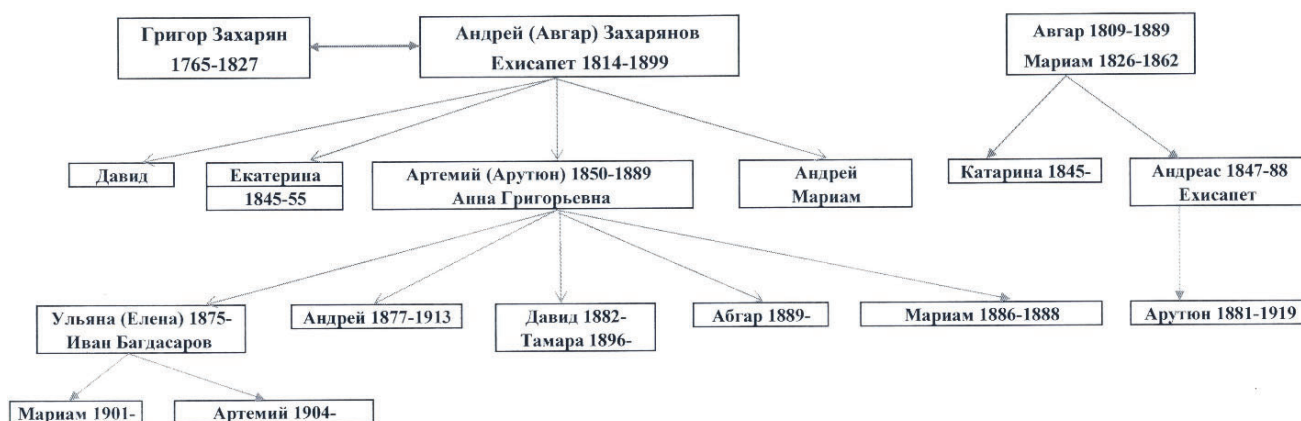 Григор Захарян
1765-1827
Андрей (Авгар) Захарянов
Ехисапет 1814-1899
Авгар 1809-1889
Мариам 1826-1862
Давид
Екатерина
1845-55
Артемий (Арутюн) 1850-1889
Анна Григорьевна
Андрей
Мариам
Катарина 1845-
Андреас 1847-88
Ехисапет
Ульяна (Елена) 1875-
Иван Багдасаров
Андрей 1877-1913
Давид 1882-
Тамара 1896-
Абгар 1889-
Мариам 1886-1888
Арутюн 1881-1919
Мариам 1901-
Артемий 1904-